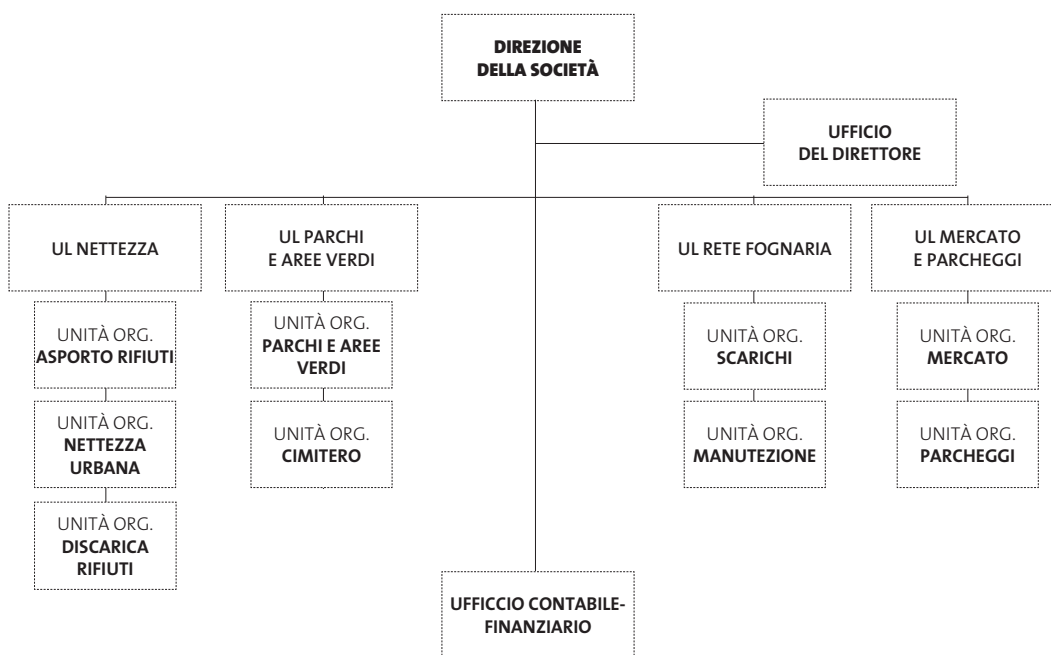 DIREZIONE
DELLA SOCIETÀ
UFFICIO
DEL DIRETTORE
UL NETTEZZA
UL PARCHI
E AREE VERDI
UL RETE FOGNARIA
UL MERCATO
E PARCHEGGI
UNITÀ ORG.
ASPORTO RIFIUTI
UNITÀ ORG.
PARCHI E AREE
VERDI
UNITÀ ORG.
SCARICHI
UNITÀ ORG.
MERCATO
UNITÀ ORG.
NETTEZZA
URBANA
UNITÀ ORG.
CIMITERO
UNITÀ ORG.
MANUTEZIONE
UNITÀ ORG.
PARCHEGGI
UNITÀ ORG.
DISCARICA
RIFIUTI
UFFICCIO CONTABILE-
FINANZIARIO